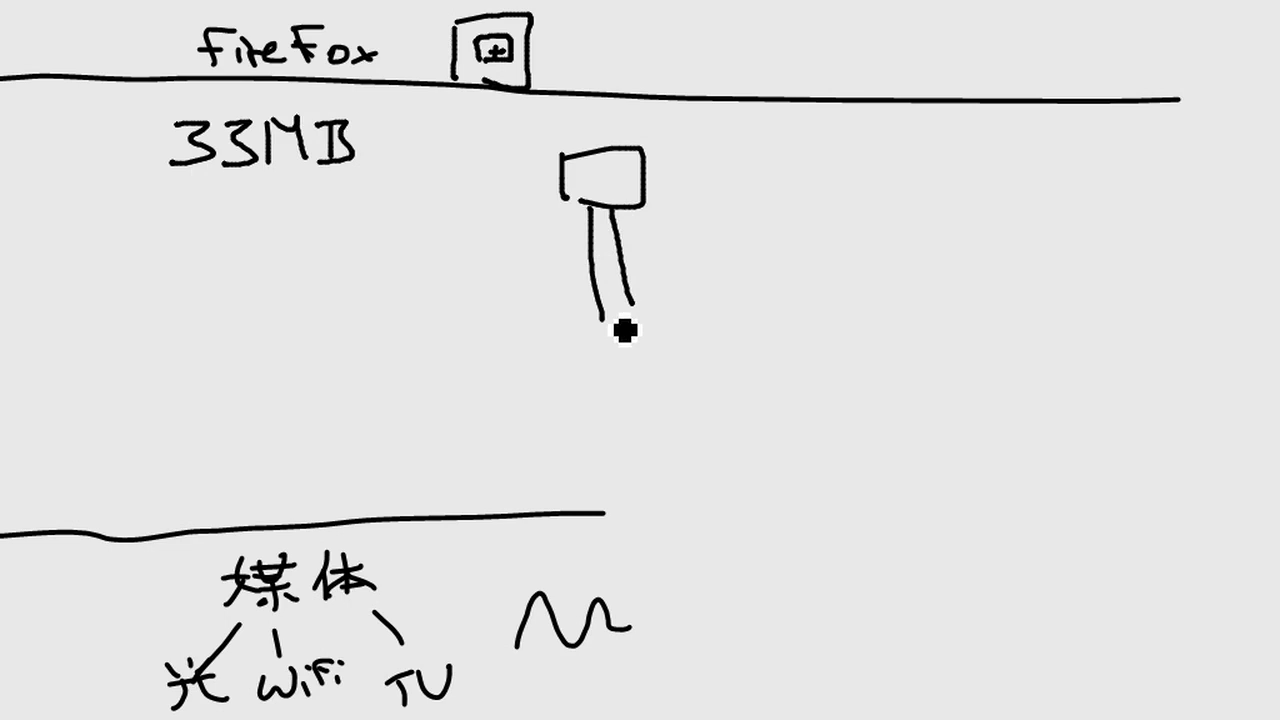 FireFox
33MB
媒体
光 WiFi TV